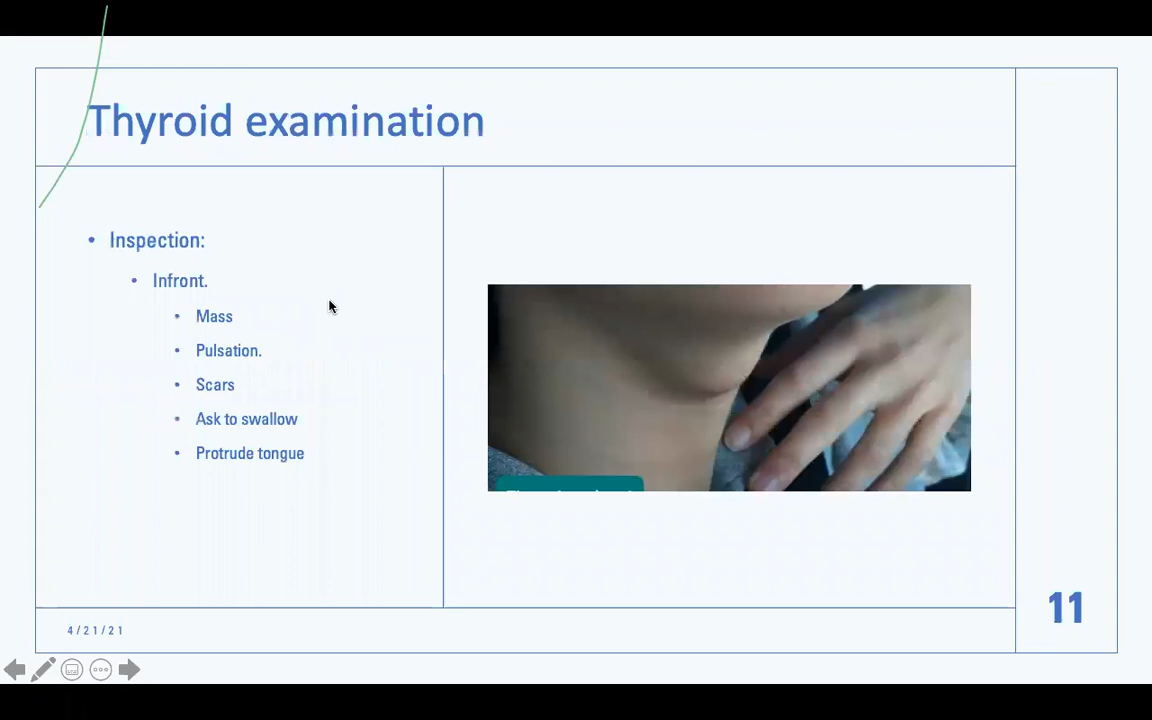 Thyroid examination
• Inspection:
• Infront.
• Mass
• Pulsation.
• Scars
• Ask to swallow
• Protrude tongue
4/21/21
11